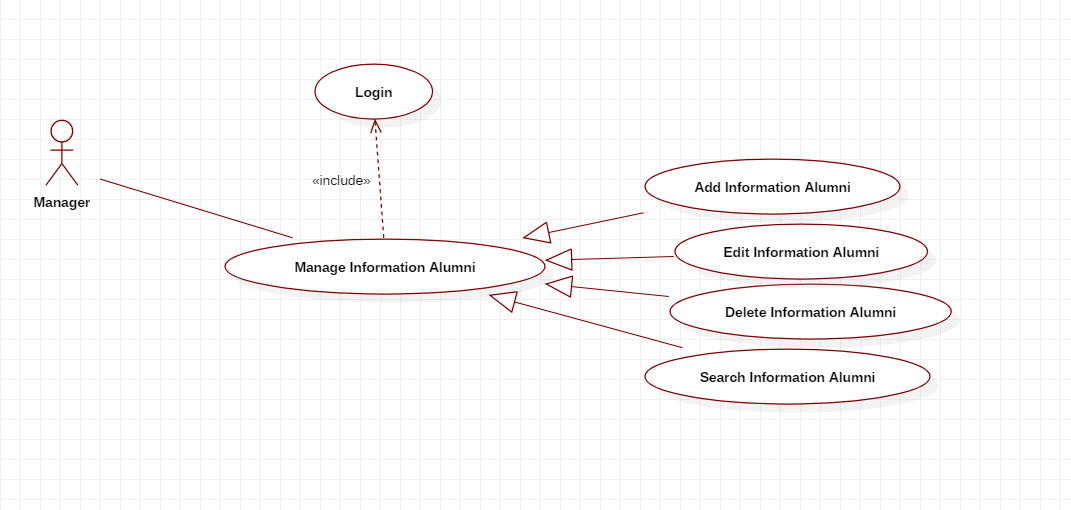 Login
Manager
«include»
Add Information Alumni
Edit Information Alumni
Manage Information Alumni
Delete Information Alumni
Search Information Alumni